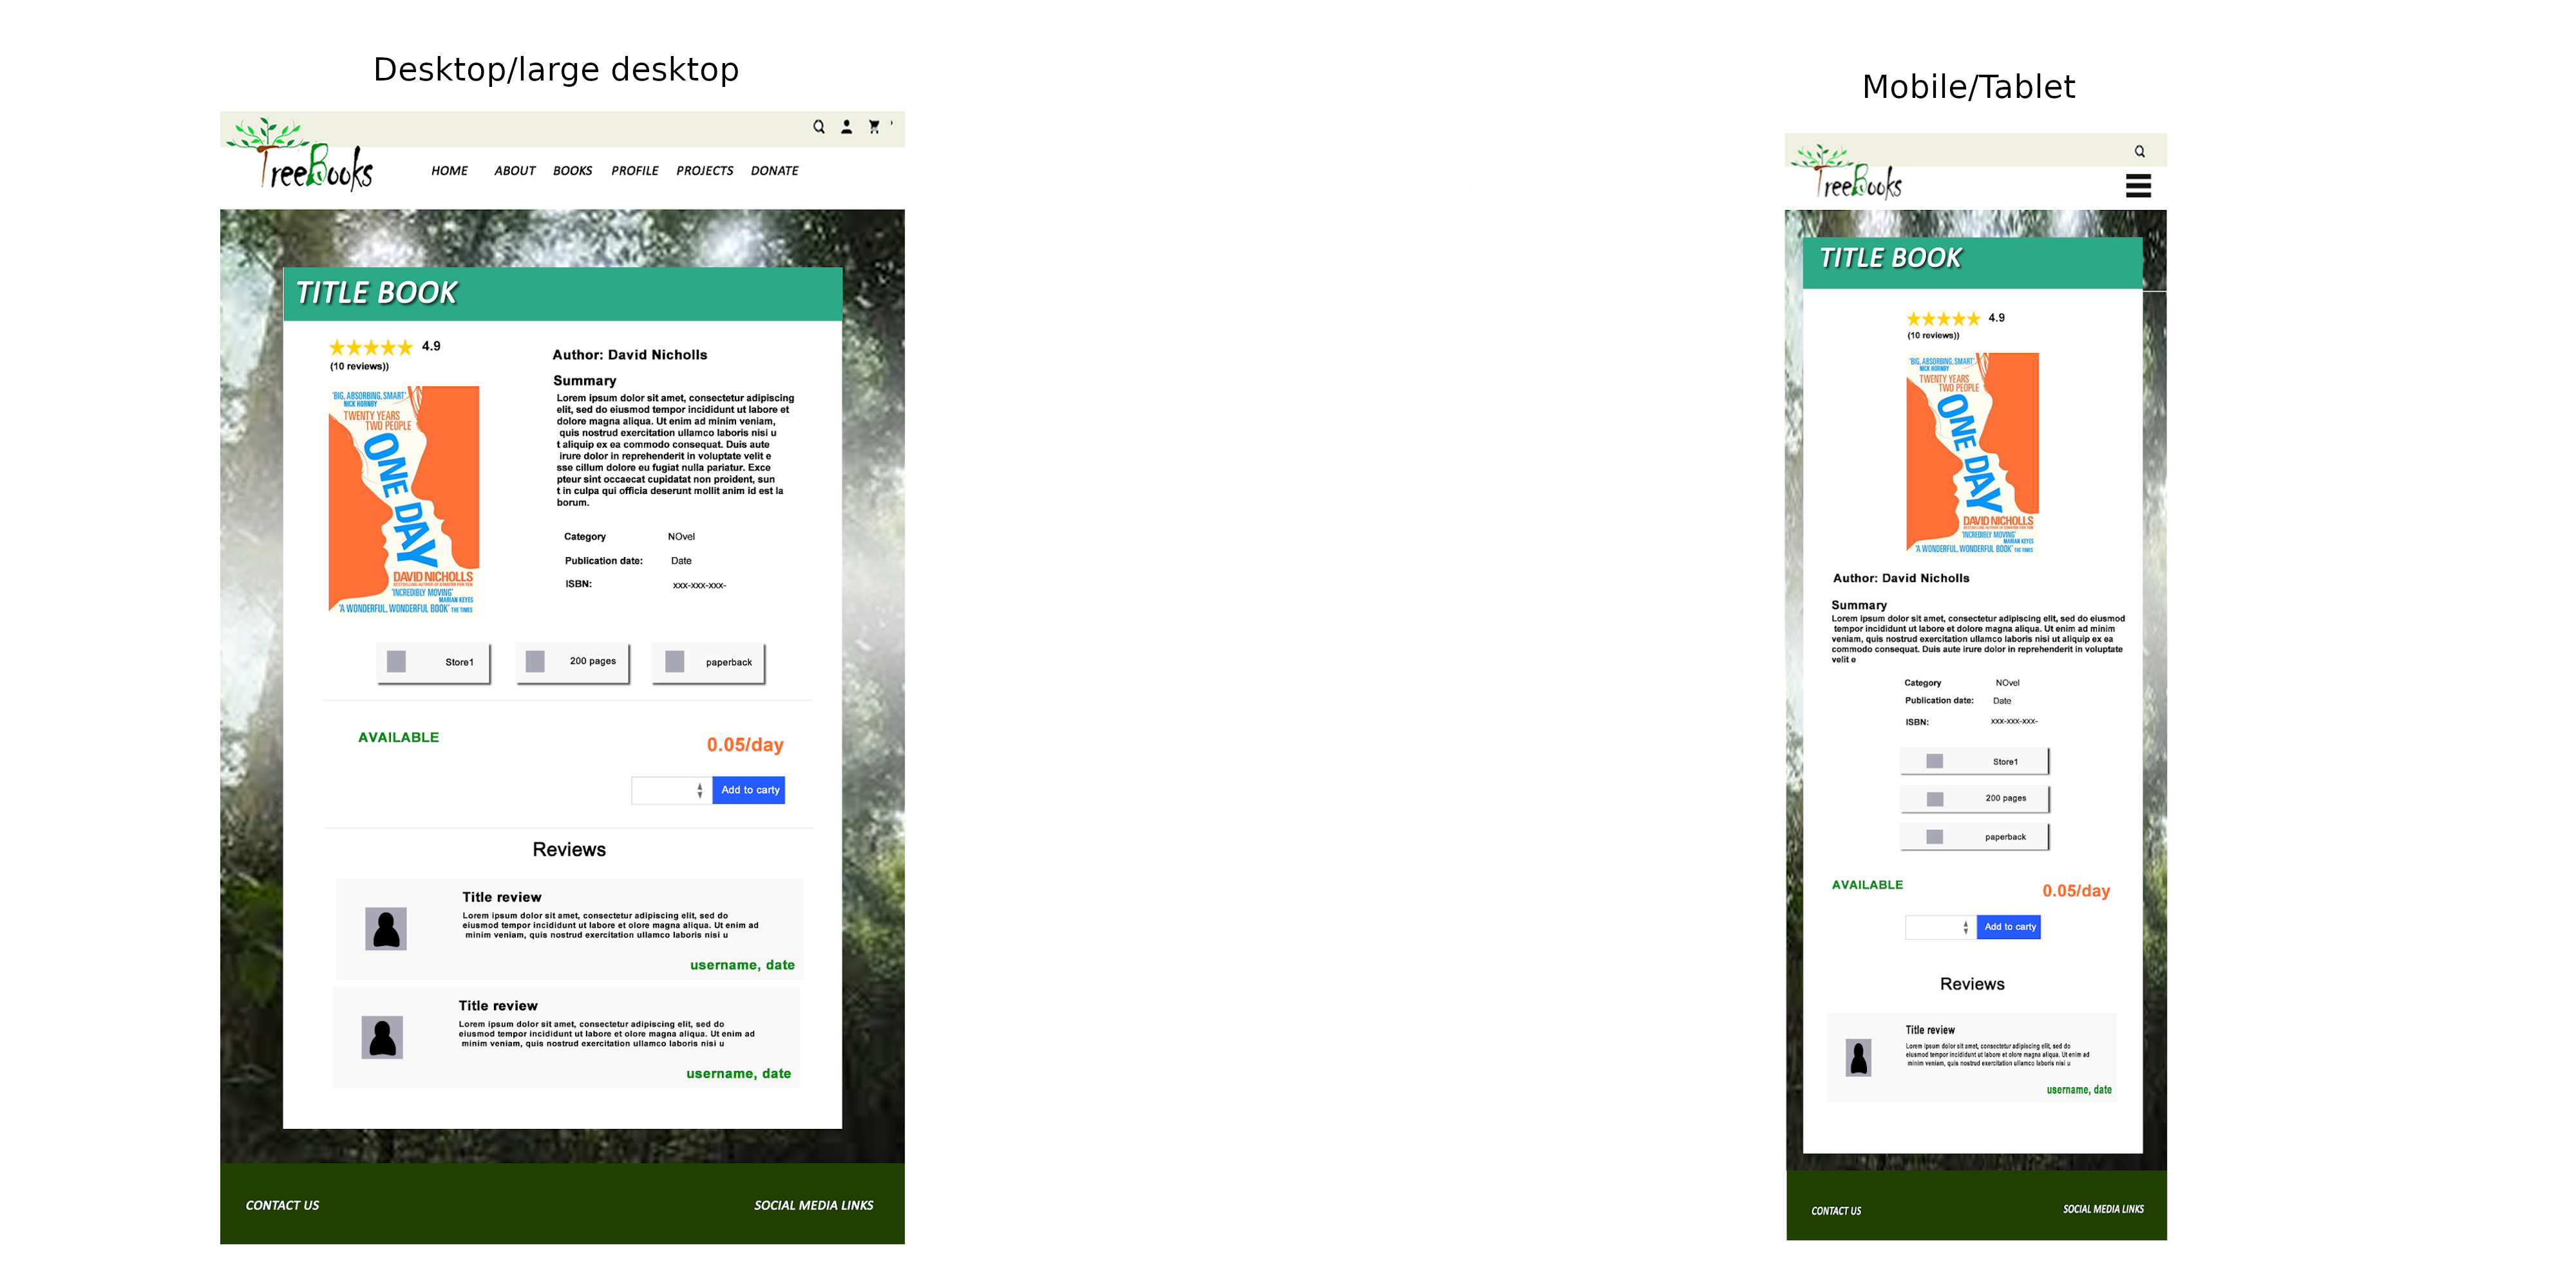 Desktop/large desktop
TreeBooks
HOME ABOUT BOOKS PROFILE PROJECTS DONATE
TITLE BOOK
4.9
(10 reviews))
'BIG, ABSORBING, SMART'
NICK HORNBY
TWENTY YEARS
TWO PEOPLE
ONE DAY
DAVID NICHOLLS
BESTSELLING AUTHOR OF STARTER FOR TEN
'INCREDIBLY MOVING'
MARIAN KEYES
'A WONDERFUL, WONDERFUL BOOK' THE TIMES
Author: David Nicholls
Summary
Lorem ipsum dolor sit amet, consectetur adipiscing
elit, sed do eiusmod tempor incididunt ut labore et
dolore magna aliqua. Ut enim ad minim veniam,
quis nostrud exercitation ullamco laboris nisi u
t aliquip ex ea commodo consequat. Duis aute
irure dolor in reprehenderit in voluptate velit e
sse cillum dolore eu fugiat nulla pariatur. Exce
pteur sint occaecat cupidatat non proident, sun
t in culpa qui officia deserunt mollit anim id est la
borum.
Category NOvel
Publication date: Date
ISBN: xxx-xxx-xxx-
Store1 200 pages paperback
AVAILABLE
0.05/day
Add to carty
Reviews
Title review
Lorem ipsum dolor sit amet, consectetur adipiscing elit, sed do
eiusmod tempor incididunt ut labore et olore magna aliqua. Ut enim ad
minim veniam, quis nostrud exercitation ullamco laboris nisi u
username, date
Title review
Lorem ipsum dolor sit amet, consectetur adipiscing elit, sed do
eiusmod tempor incididunt ut labore et olore magna aliqua. Ut enim ad
minim veniam, quis nostrud exercitation ullamco laboris nisi u
username, date
CONTACT US SOCIAL MEDIA LINKS
Mobile/Tablet
TreeBooks
TITLE BOOK
4.9
(10 reviews))
'BIG, ABSORBING, SMART'
NICK HORNBY
TWENTY YEARS
TWO PEOPLE
ONE DAY
DAVID NICHOLLS
BESTSELLING AUTHOR OF STARTER FOR TEN
'INCREDIBLY MOVING'
MARIAN KEYES
'A WONDERFUL, WONDERFUL BOOK' THE TIMES
Author: David Nicholls
Summary
Lorem ipsum dolor sit amet, consectetur adipiscing elit, sed do eiusmod
tempor incididunt ut labore et dolore magna aliqua. Ut enim ad minim
veniam, quis nostrud exercitation ullamco laboris nisi ut aliquip ex ea
commodo consequat. Duis aute irure dolor in reprehenderit in voluptate
velit e
Category NOvel
Publication date: Date
ISBN: xxx-xxx-xxx-
Store1
200 pages
paperback
AVAILABLE
0.05/day
Add to carty
Reviews
Title review
Lorem ipsum dolor sit amet, consectetur adipiscing elit, sed do
eiusmod tempor incididunt ut labore et olore magna aliqua. Ut enim ad
minim veniam, quis nostrud exercitation ullamco laboris nisi u
username, date
CONTACT US SOCIAL MEDIA LINKS